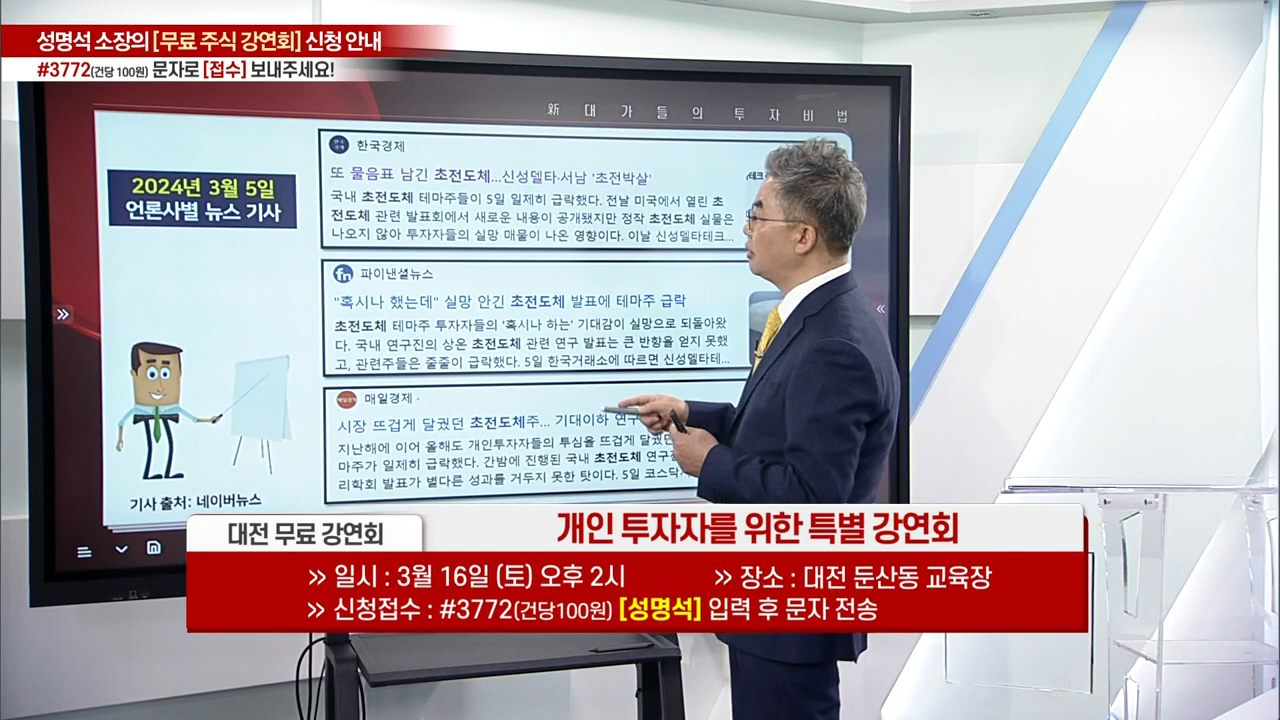 성명석 소장의 [무료 주식 강연회] 신청 안내
#3772(건당 100원) 문자로 [접수] 보내주세요!
新 대 가 들 의 투 자 비 법
2024년 3월 5일
언론사별 뉴스 기사
한국경제
또 물음표 남긴 초전도체...신성델타·서남 '초전박살'
국내 초전도체 테마주들이 5일 일제히 급락했다. 전날 미국에서 열린 초
전도체 관련 발표회에서 새로운 내용이 공개됐지만 정작 초전도체 실물은
나오지 않아 투자자들의 실망 매물이 나온 영향이다. 이날 신성델타테크...
파이낸셜뉴스
"혹시나 했는데" 실망 안긴 초전도체 발표에 테마주 급락
초전도체 테마주 투자자들의 '혹시나 하는' 기대감이 실망으로 되돌아왔
다. 국내 연구진의 상온 초전도체 관련 연구 발표는 큰 반향을 얻지 못했
고, 관련주들은 줄줄이 급락했다. 5일 한국거래소에 따르면 신성델타테...
매일경제
시장 뜨겁게 달궜던 초전도체주... 기대이하 연구
지난해에 이어 올해도 개인투자자들의 투심을 뜨겁게 달궜던
마주가 일제히 급락했다. 간밤에 진행된 국내 초전도체
리학회 발표가 별다른 성과를 거두지 못한 탓이다. 5일 코스닥
기사 출처: 네이버뉴스
대전 무료 강연회
개인 투자자를 위한 특별 강연회
» 일시 : 3월 16일 (토) 오후 2시
» 장소 : 대전 둔산동 교육장
» 신청접수 : #3772(건당100원) [성명석] 입력 후 문자 전송